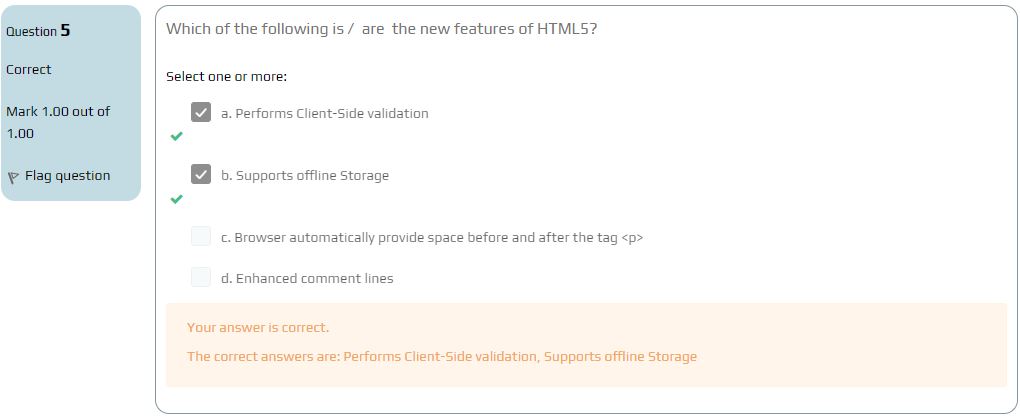 Question 5
Correct
Mark 1.00 out of
1.00
Flag question
Which of the following is / are the new features of HTML5?
Select one or more:
a. Performs Client-Side validation
b. Supports offline Storage
c. Browser automatically provide space before and after the tag <p>
d. Enhanced comment lines
Your answer is correct.
The correct answers are: Performs Client-Side validation, Supports offline Storage